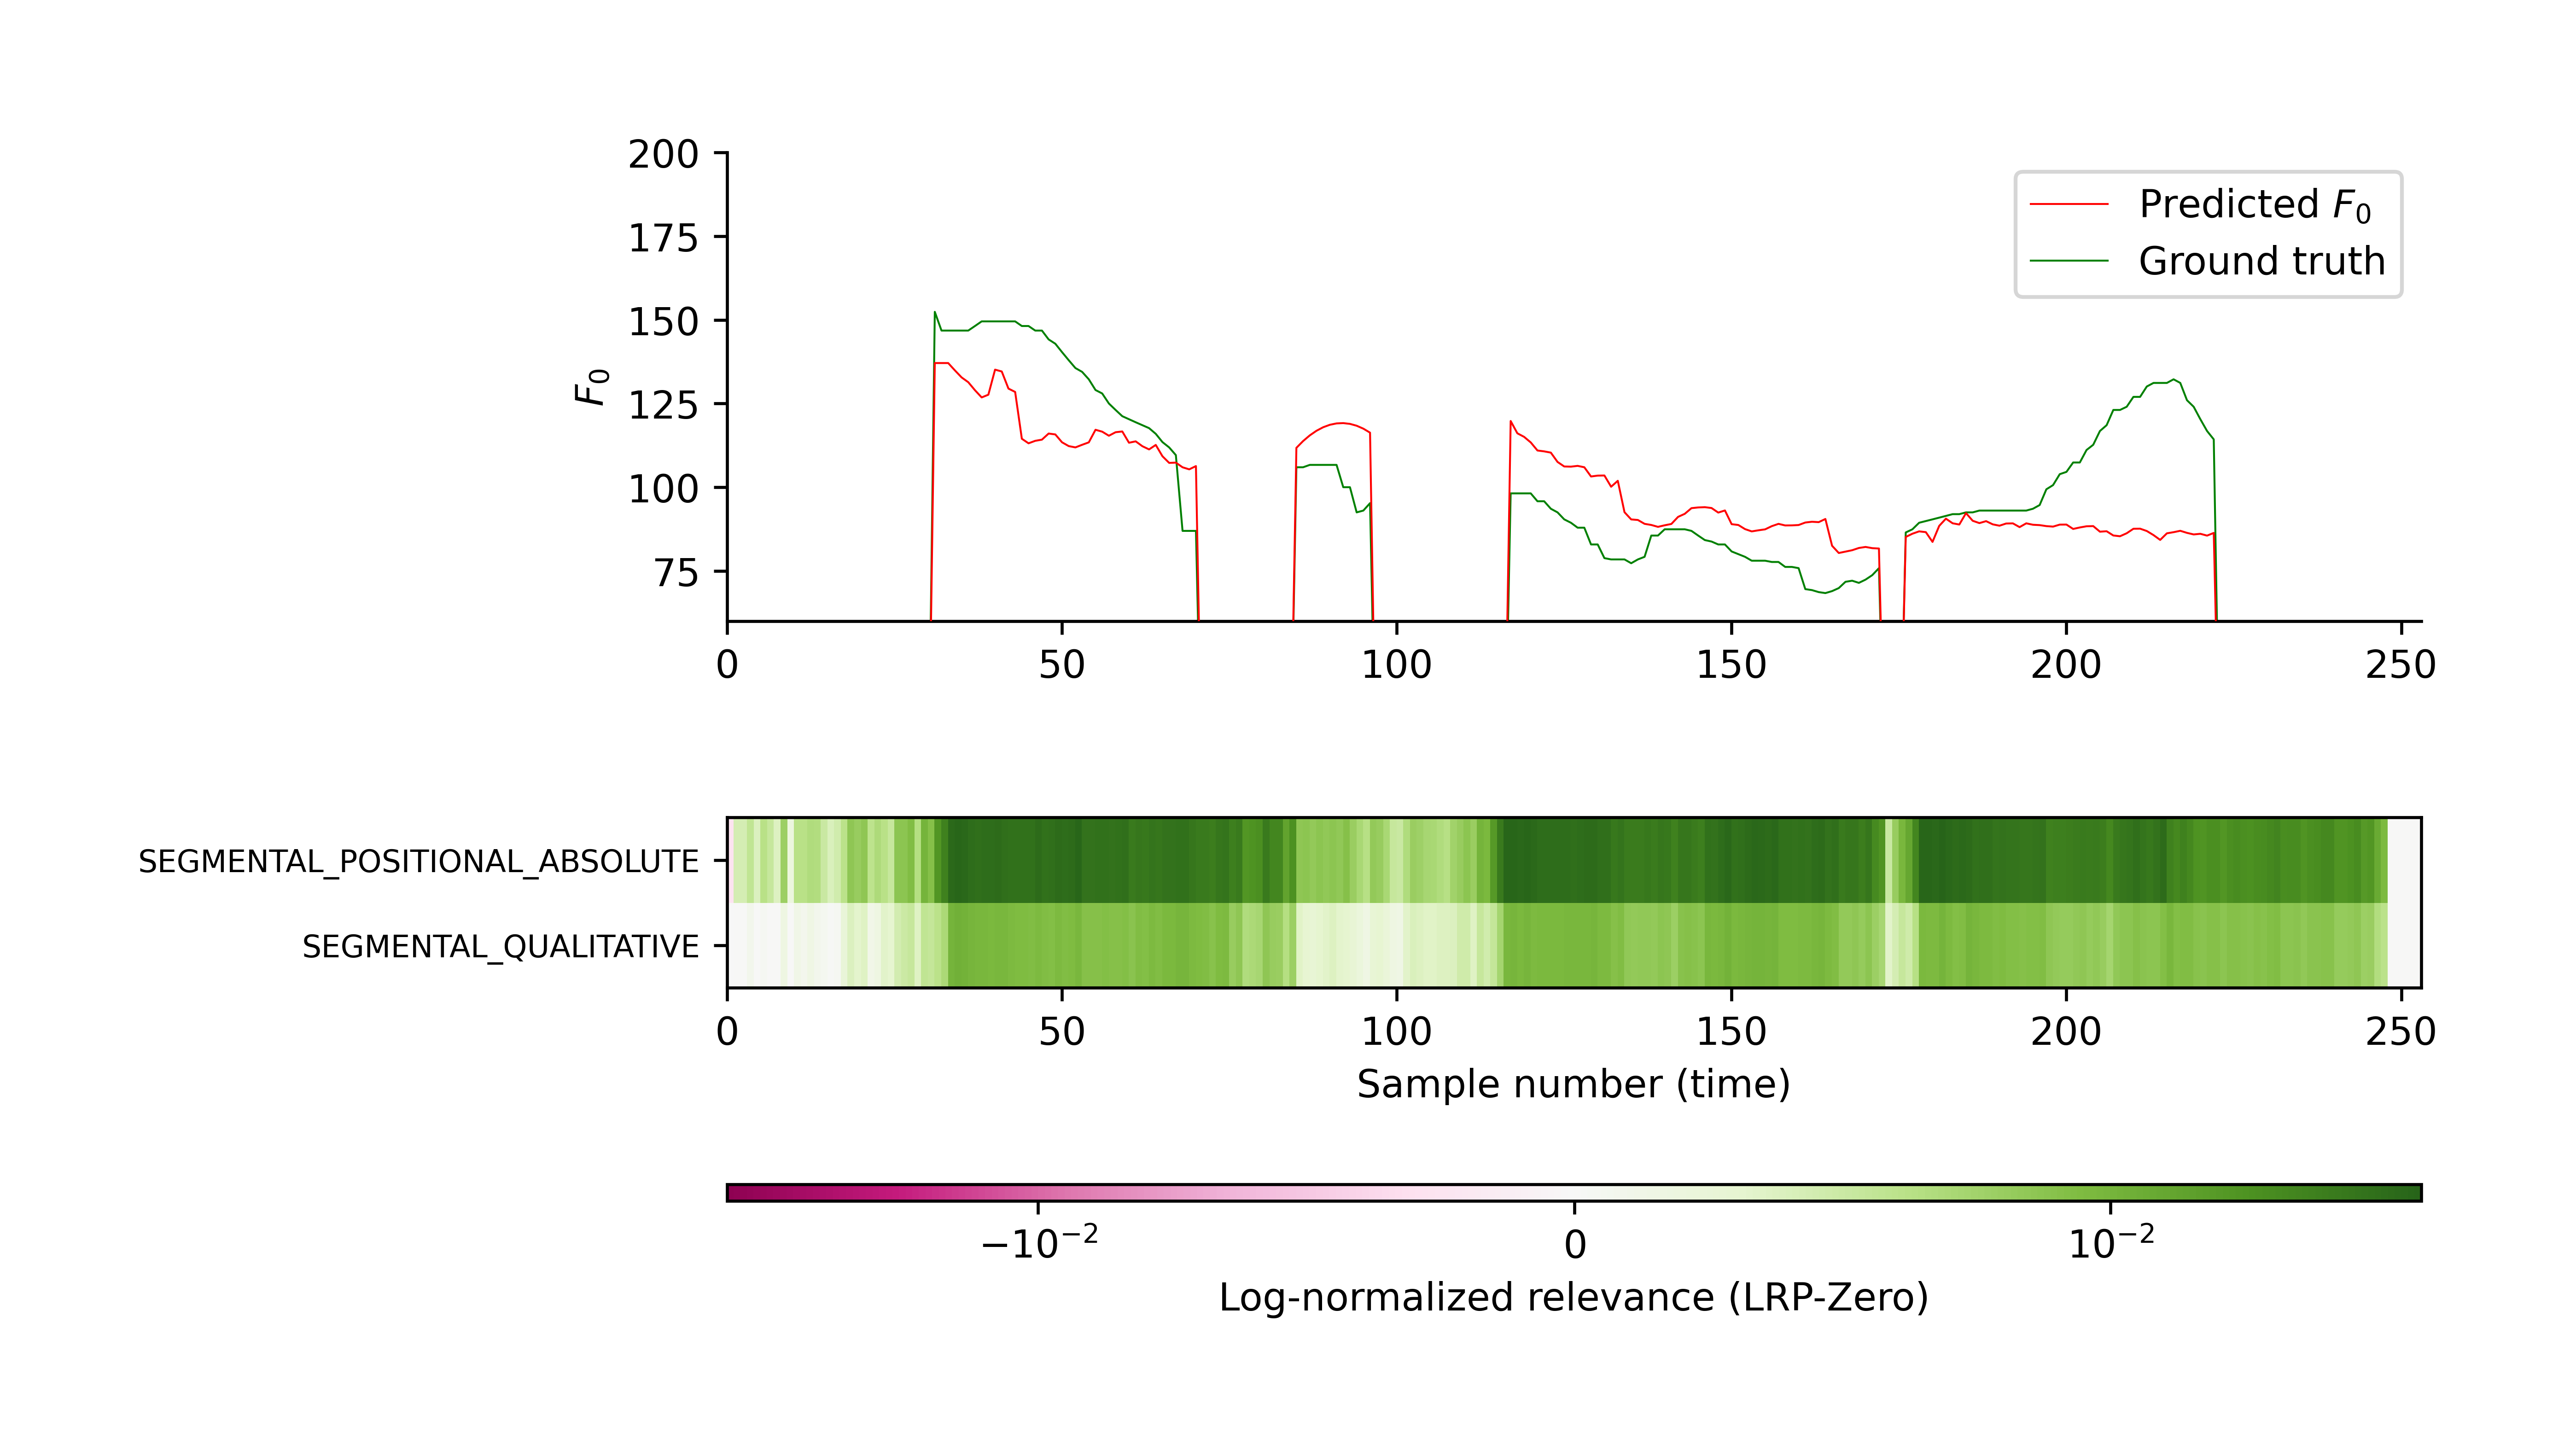 200
175
150
125
100
75
F₀
Predicted F₀
Ground truth
0 50 100 150 200 250
SEGMENTAL_POSITIONAL_ABSOLUTE
SEGMENTAL_QUALITATIVE
0 50 100 150 200 250
Sample number (time)
−10⁻² 0 10⁻²
Log-normalized relevance (LRP-Zero)